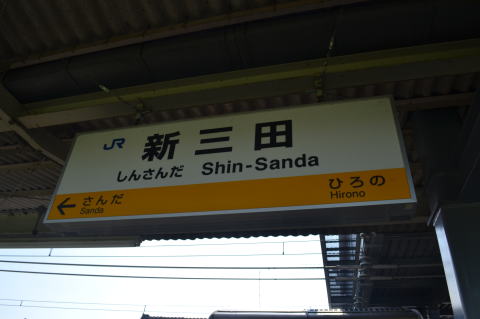 JR 新三田
しんさんだ Shin-Sanda
← さんだ ひろの
Sanda Hirono